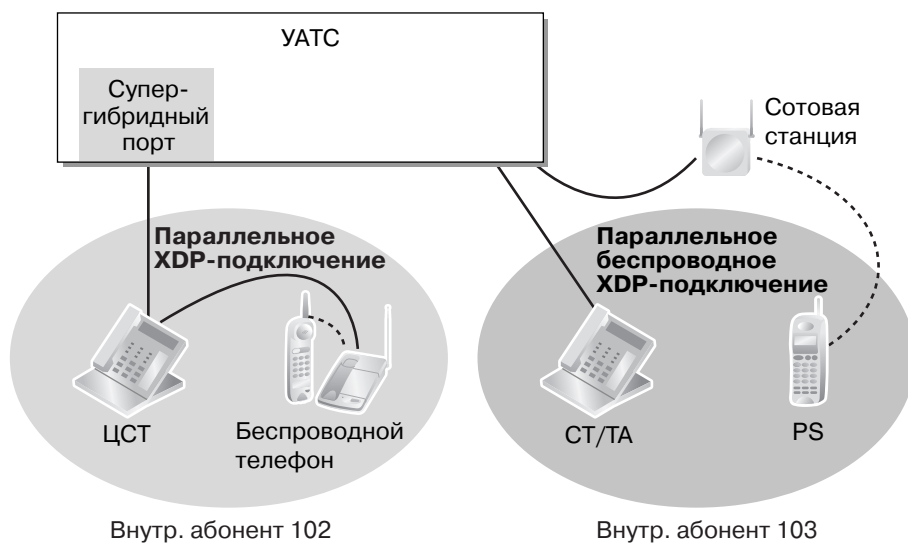 УАТС
Супер-
гибридный
порт
Сотовая
станция
Параллельное
XDP-подключение
Параллельное
беспроводное
XDP-подключение
ЦСТ
Беспроводной
телефон
СТ/ТА
PS
Внутр. абонент 102
Внутр. абонент 103